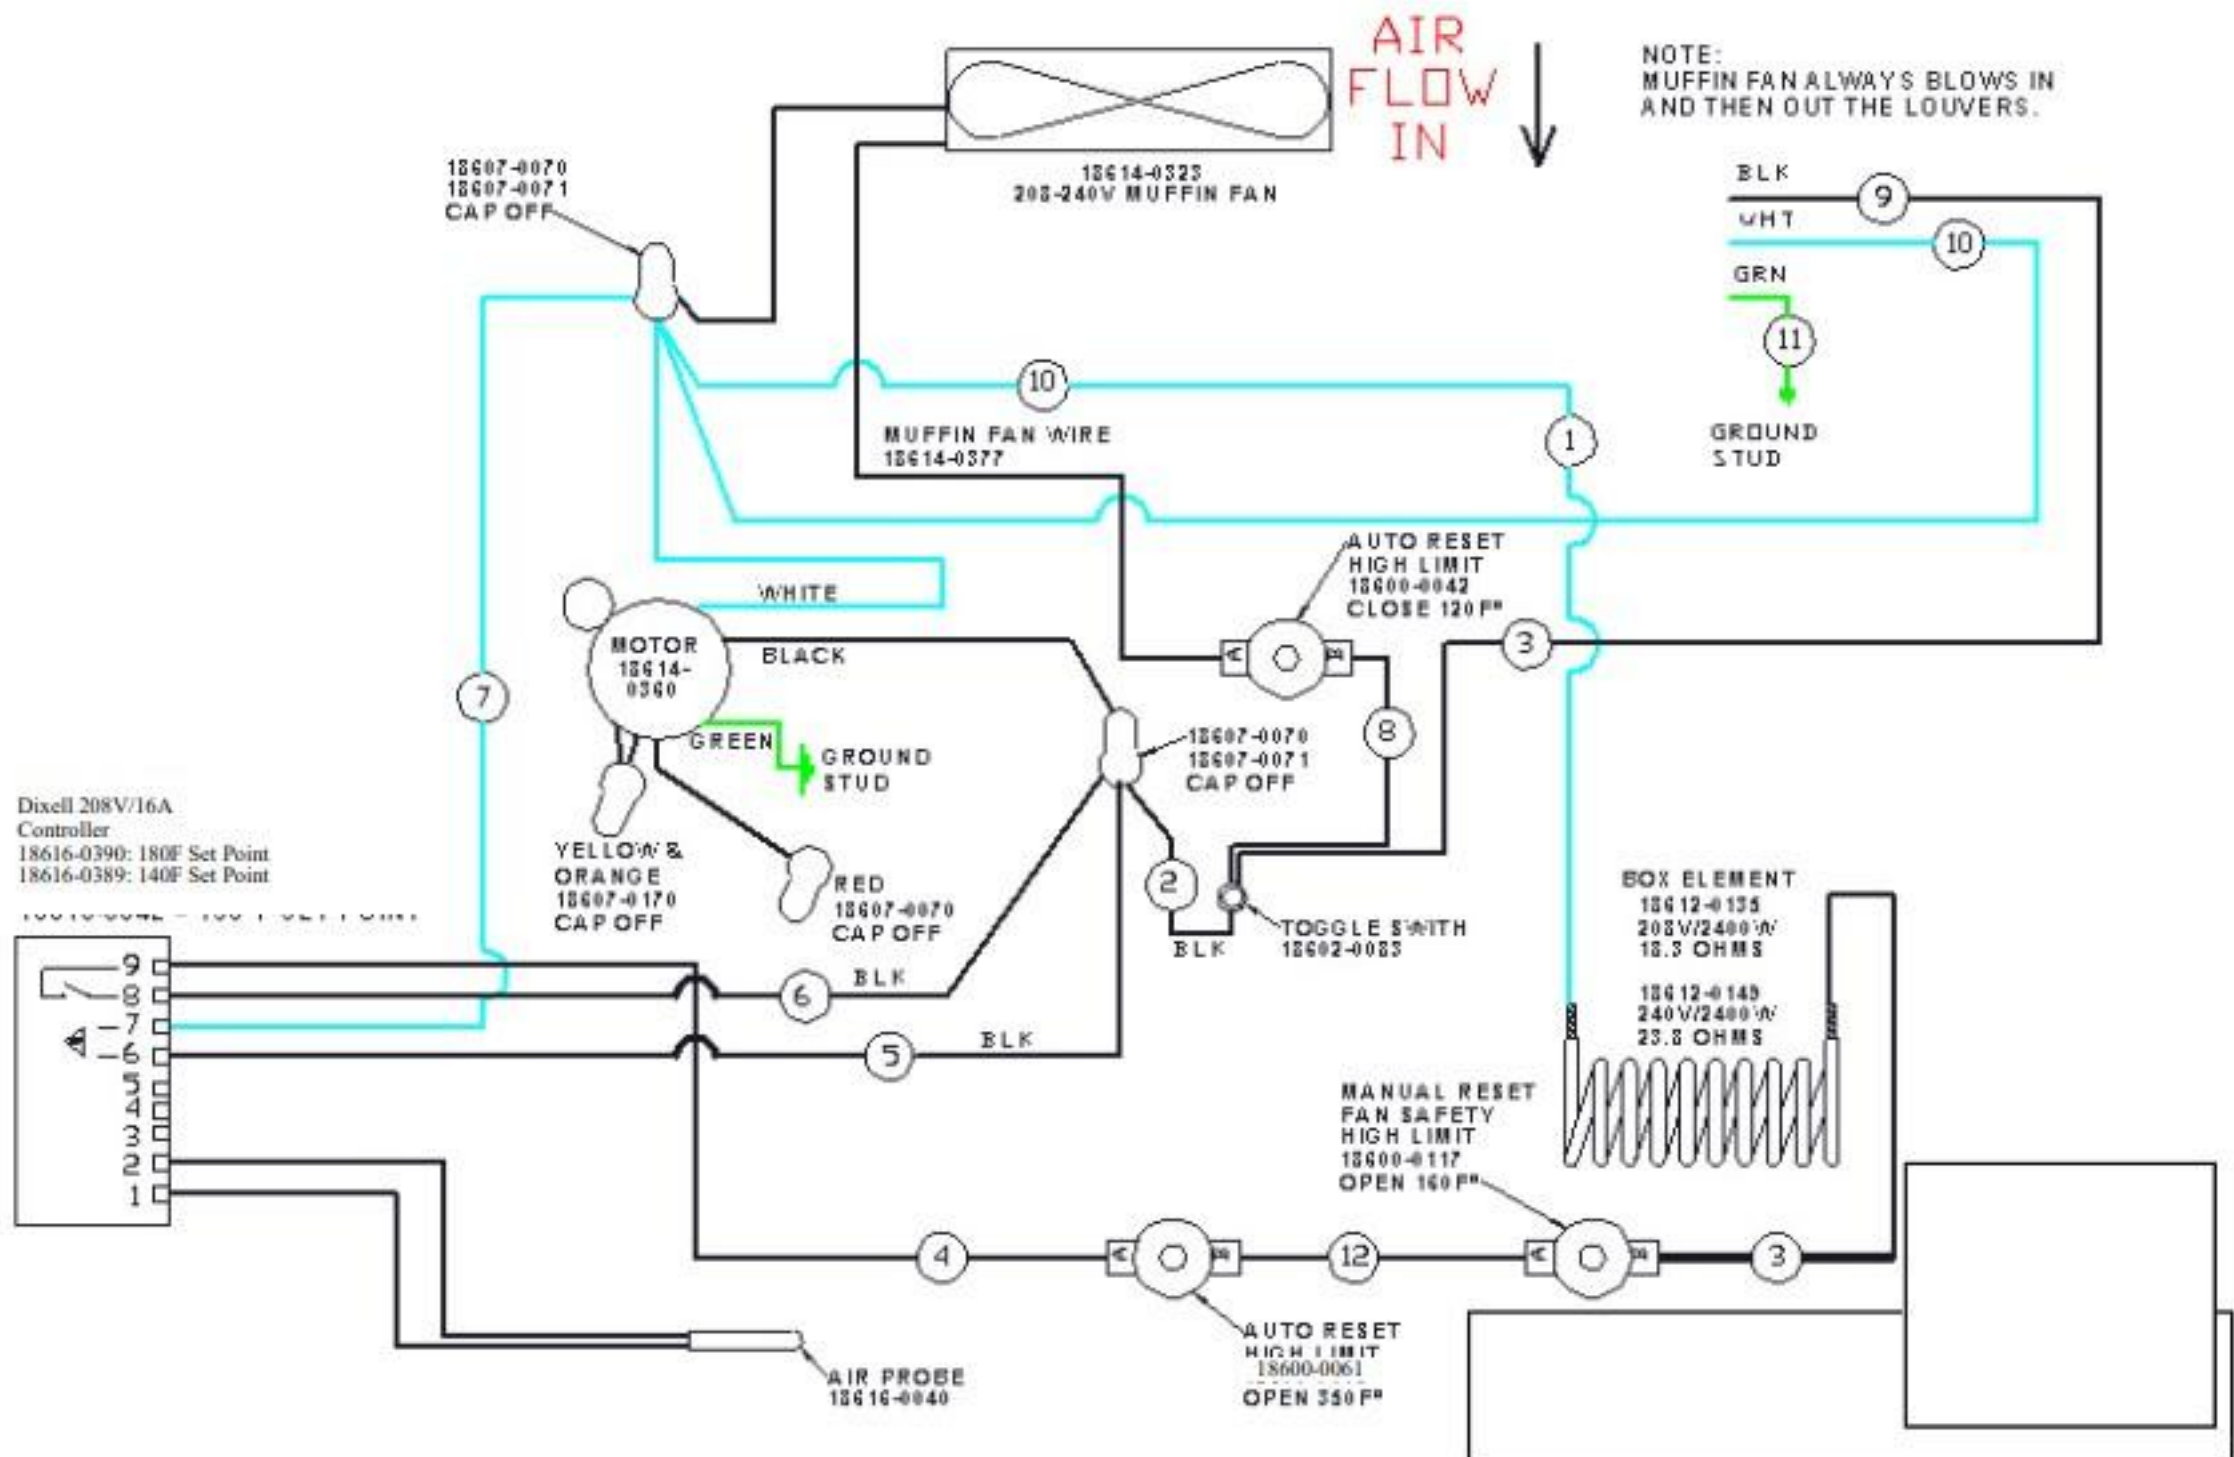 AIR
FLOW
IN
NOTE:
MUFFIN FAN ALWAYS BLOWS IN
AND THEN OUT THE LOUVERS.
18614-0323
208-240V MUFFIN FAN
18607-0070
18607-0071
CAP OFF
BLK
9
WHT
10
GRN
11
GROUND
STUD
10
1
MUFFIN FAN WIRE
18614-0377
AUTO RESET
HIGH LIMIT
18600-0042
CLOSE 120F°
WHITE
MOTOR
18614-
0360
BLACK
A
B
3
7
GREEN
GROUND
STUD
8
18607-0070
18607-0071
CAP OFF
Dixell 208V/16A
Controller
18616-0390: 180F Set Point
18616-0389: 140F Set Point
YELLOW &
ORANGE
18607-0170
CAP OFF
RED
18607-0070
CAP OFF
2
BLK
TOGGLE SWITH
18602-0083
BOX ELEMENT
18612-0135
208V/2400W
18.3 OHMS
18612-0149
240V/2400W
23.8 OHMS
9
8
7
6
5
4
3
2
1
6
BLK
5
BLK
MANUAL RESET
FAN SAFETY
HIGH LIMIT
18600-0117
OPEN 160F°
4
A
B
12
A
B
3
AUTO RESET
HIGH LIMIT
18600-0061
OPEN 350F°
AIR PROBE
18616-0040